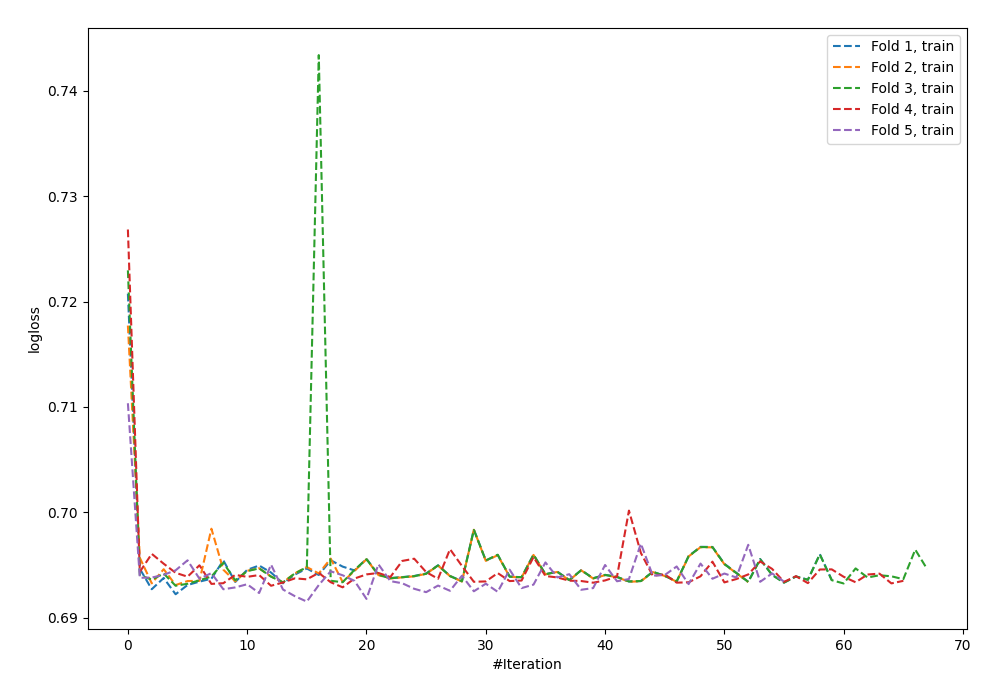 0.74
0.73
0.72
0.71
0.70
0.69
logloss
0
10
20
30
40
50
60
70
#Iteration
Fold 1, train
Fold 2, train
Fold 3, train
Fold 4, train
Fold 5, train